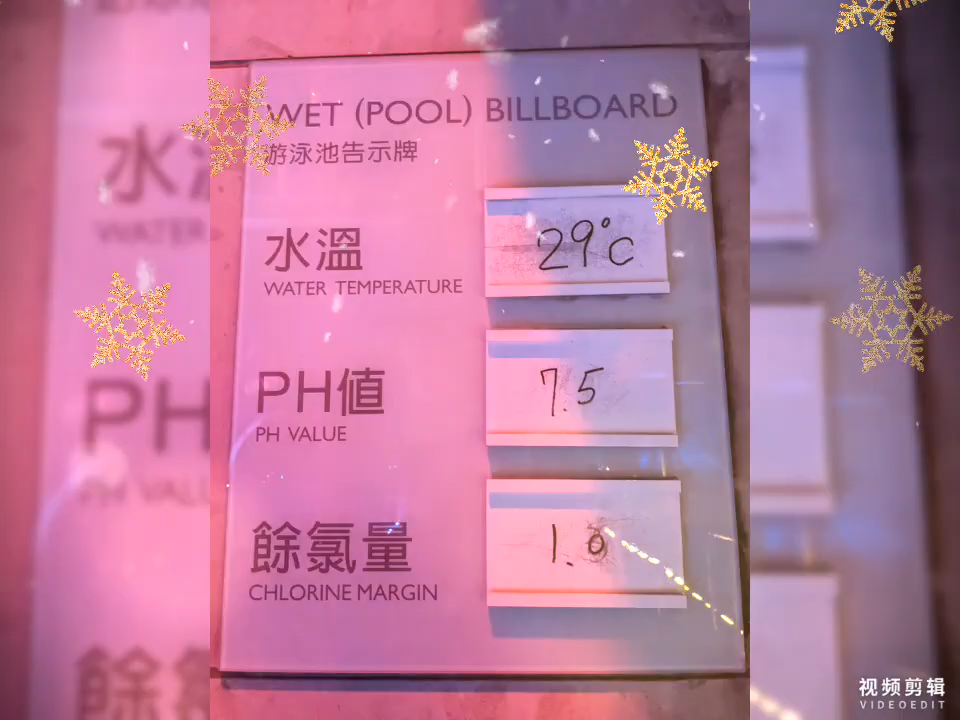 WET (POOL) BILLBOARD
游泳池告示牌
水溫
WATER TEMPERATURE
29°C
PH值
PH VALUE
7.5
餘氯量
CHLORINE MARGIN
1.0
视频剪辑
VIDEOEDIT